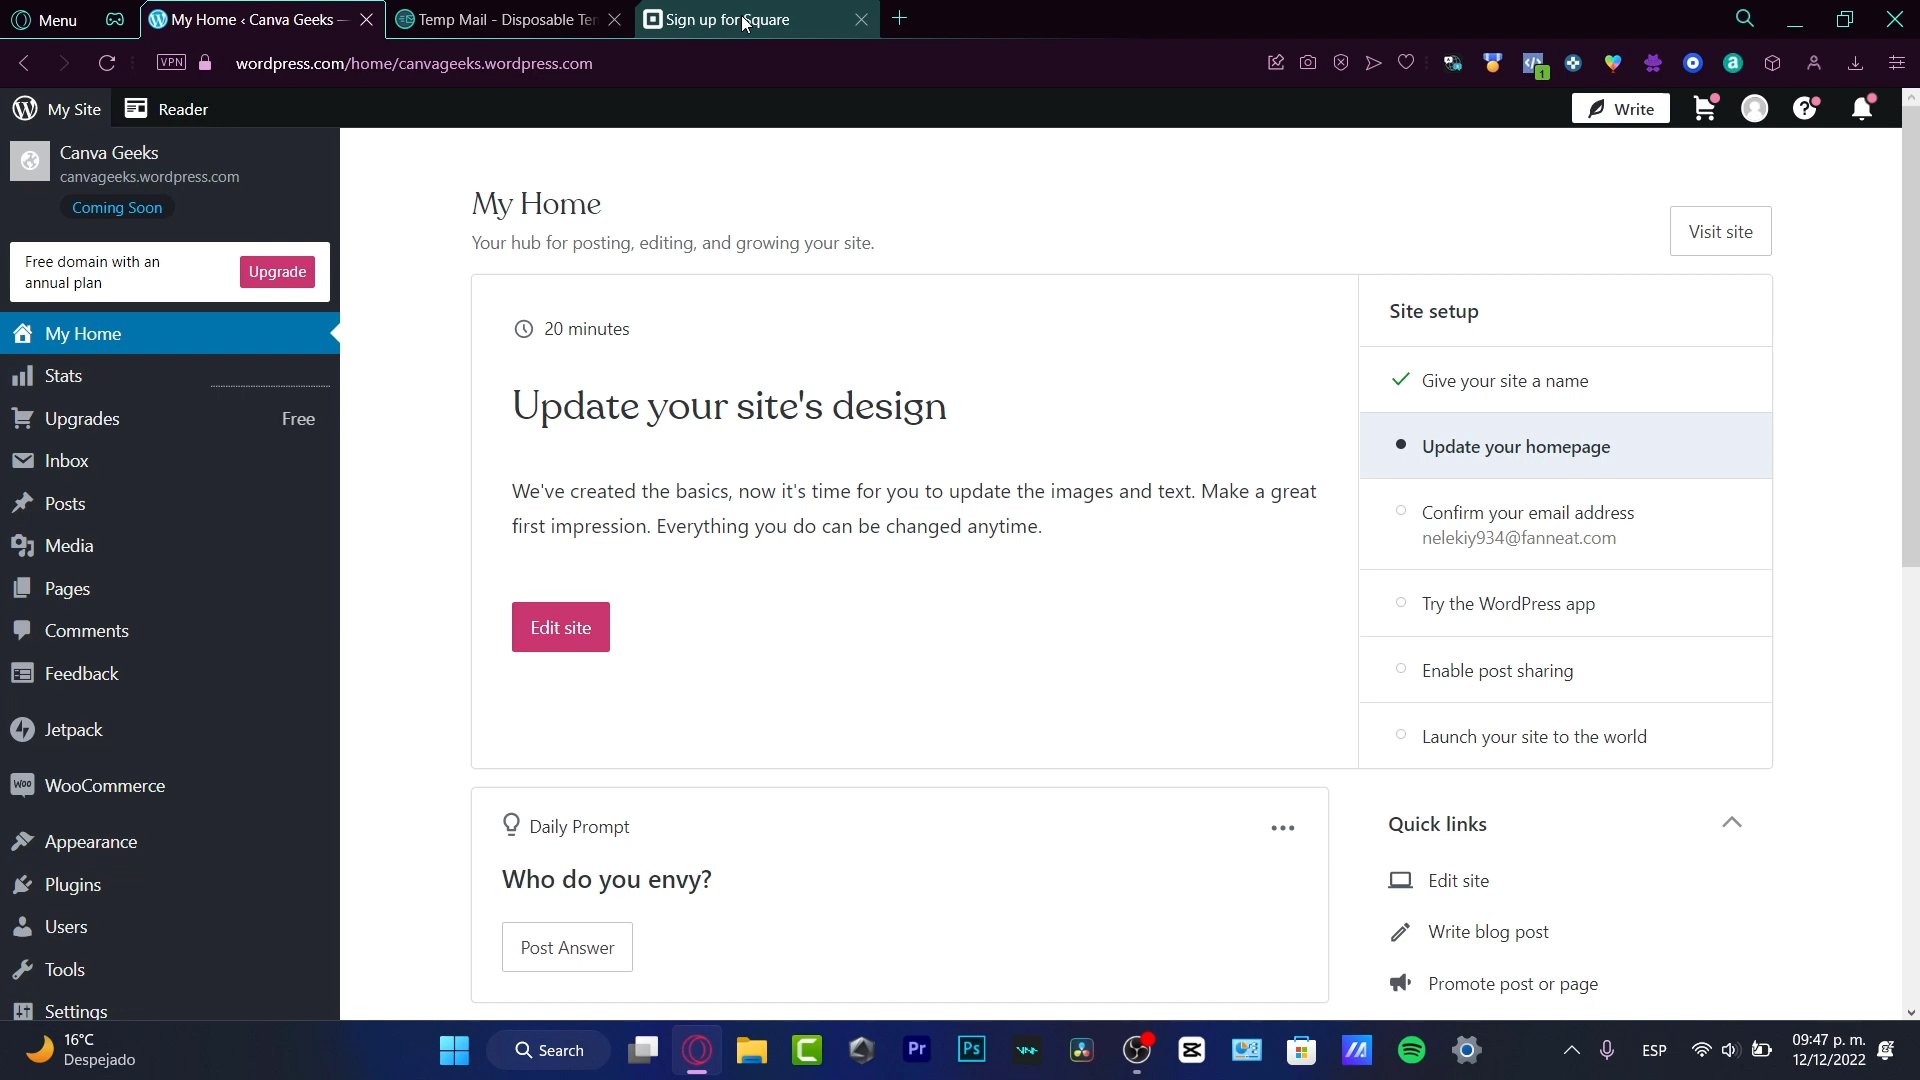 Menu
My Home ‹ Canva Geeks —
Temp Mail - Disposable Ter
Sign up for Square
VPN
wordpress.com/home/canvageeks.wordpress.com
1
My Site
Reader
Write
Canva Geeks
canvageeks.wordpress.com
Coming Soon
Free domain with an
annual plan
Upgrade
My Home
Stats
Upgrades
Free
Inbox
Posts
Media
Pages
Comments
Feedback
Jetpack
WooCommerce
Appearance
Plugins
Users
Tools
Settings
My Home
Your hub for posting, editing, and growing your site.
Visit site
20 minutes
Update your site's design
We've created the basics, now it's time for you to update the images and text. Make a great
first impression. Everything you do can be changed anytime.
Edit site
Site setup
Give your site a name
Update your homepage
Confirm your email address
nelekiy934@fanneat.com
Try the WordPress app
Enable post sharing
Launch your site to the world
Daily Prompt
Who do you envy?
Post Answer
Quick links
Edit site
Write blog post
Promote post or page
16°C
Despejado
Search
Pr
Ps
ESP
09:47 p. m.
12/12/2022